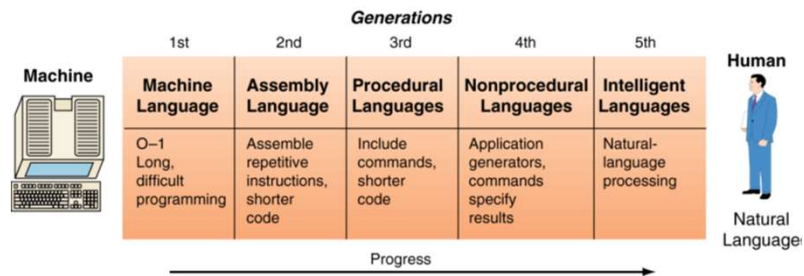 Generations
1st 2nd 3rd 4th 5th
Machine
Human
Machine Language
Assembly Language
Procedural Languages
Nonprocedural Languages
Intelligent Languages
O–1
Long,
difficult
programming
Assemble
repetitive
instructions,
shorter
code
Include
commands,
shorter
code
Application
generators,
commands
specify
results
Natural-
language
processing
Natural
Languages
Progress